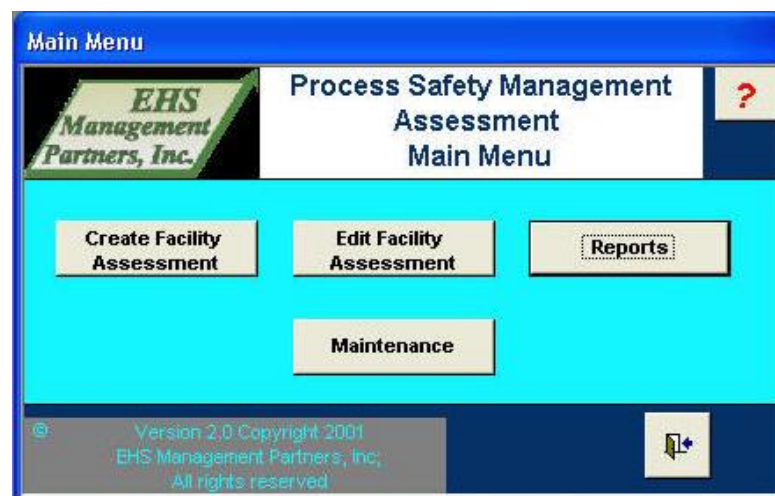 Main Menu
EHS
Management
Partners, Inc.
Process Safety Management
Assessment
Main Menu
?
Create Facility
Assessment
Edit Facility
Assessment
Reports
Maintenance
© Version 2.0 Copyright 2001
EHS Management Partners, Inc;
All rights reserved